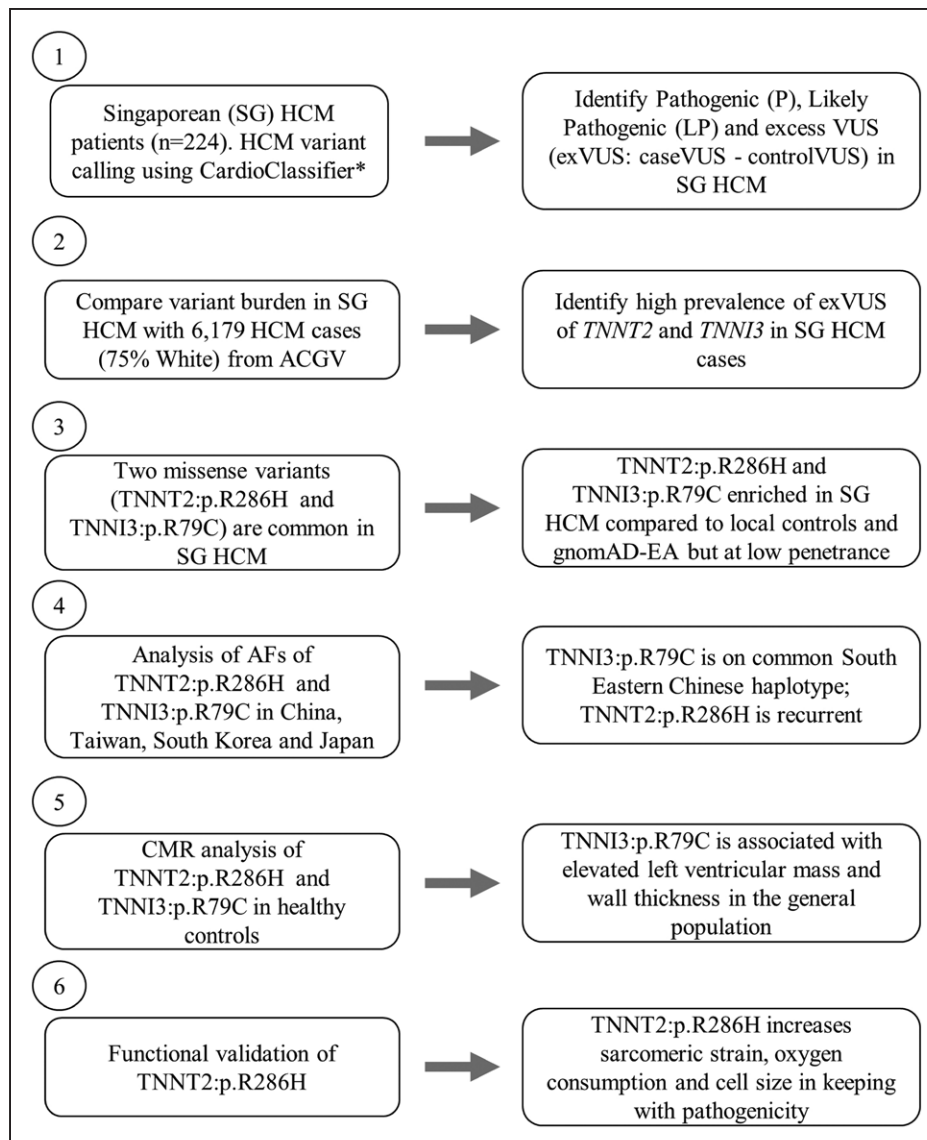 1
Singaporean (SG) HCM
patients (n=224). HCM variant
calling using CardioClassifier*
Identify Pathogenic (P), Likely
Pathogenic (LP) and excess VUS
(exVUS: caseVUS - controlVUS) in
SG HCM
2
Compare variant burden in SG
HCM with 6,179 HCM cases
(75% White) from ACGV
Identify high prevalence of exVUS
of TNNT2 and TNNI3 in SG HCM
cases
3
Two missense variants
(TNNT2:p.R286H and
TNNI3:p.R79C) are common in
SG HCM
TNNT2:p.R286H and
TNNI3:p.R79C enriched in SG
HCM compared to local controls and
gnomAD-EA but at low penetrance
4
Analysis of AFs of
TNNT2:p.R286H and
TNNI3:p.R79C in China,
Taiwan, South Korea and Japan
TNNI3:p.R79C is on common South
Eastern Chinese haplotype;
TNNT2:p.R286H is recurrent
5
CMR analysis of
TNNT2:p.R286H and
TNNI3:p.R79C in healthy
controls
TNNI3:p.R79C is associated with
elevated left ventricular mass and
wall thickness in the general
population
6
Functional validation of
TNNT2:p.R286H
TNNT2:p.R286H increases
sarcomeric strain, oxygen
consumption and cell size in keeping
with pathogenicity